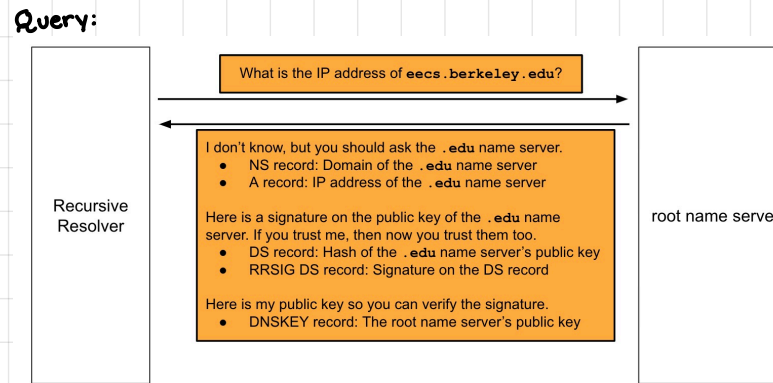 Query:
What is the IP address of eecs.berkeley.edu?
I don't know, but you should ask the .edu name server.
● NS record: Domain of the .edu name server
● A record: IP address of the .edu name server
Recursive
Resolver
root name serve
Here is a signature on the public key of the .edu name
server. If you trust me, then now you trust them too.
● DS record: Hash of the .edu name server's public key
● RRSIG DS record: Signature on the DS record
Here is my public key so you can verify the signature.
● DNSKEY record: The root name server's public key